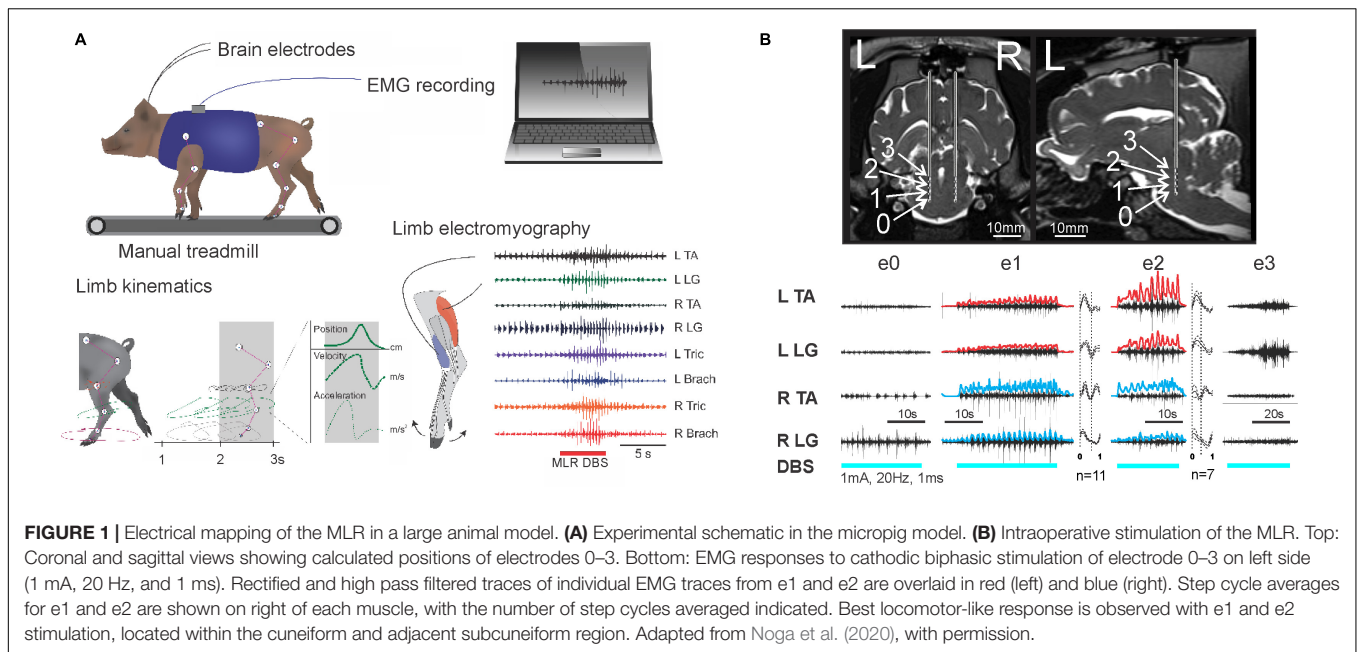 A
Brain electrodes
EMG recording
Manual treadmill
Limb kinematics
1 2 3s
Position
cm
Velocity
m/s
Acceleration
m/s²
Limb electromyography
L TA
L LG
R TA
R LG
L Tric
L Brach
R Tric
R Brach
MLR DBS
5 s
B
L R L
3 3
2 2
1 1
0 0
10mm 10mm
e0 e1 e2 e3
L TA
L LG
R TA
10s 10s 10s 20s
R LG
0 1 0 1
DBS
1mA, 20Hz, 1ms
n=11 n=7
FIGURE 1 | Electrical mapping of the MLR in a large animal model. (A) Experimental schematic in the micropig model. (B) Intraoperative stimulation of the MLR. Top:
Coronal and sagittal views showing calculated positions of electrodes 0–3. Bottom: EMG responses to cathodic biphasic stimulation of electrode 0–3 on left side
(1 mA, 20 Hz, and 1 ms). Rectified and high pass filtered traces of individual EMG traces from e1 and e2 are overlaid in red (left) and blue (right). Step cycle averages
for e1 and e2 are shown on right of each muscle, with the number of step cycles averaged indicated. Best locomotor-like response is observed with e1 and e2
stimulation, located within the cuneiform and adjacent subcuneiform region. Adapted from Noga et al. (2020), with permission.